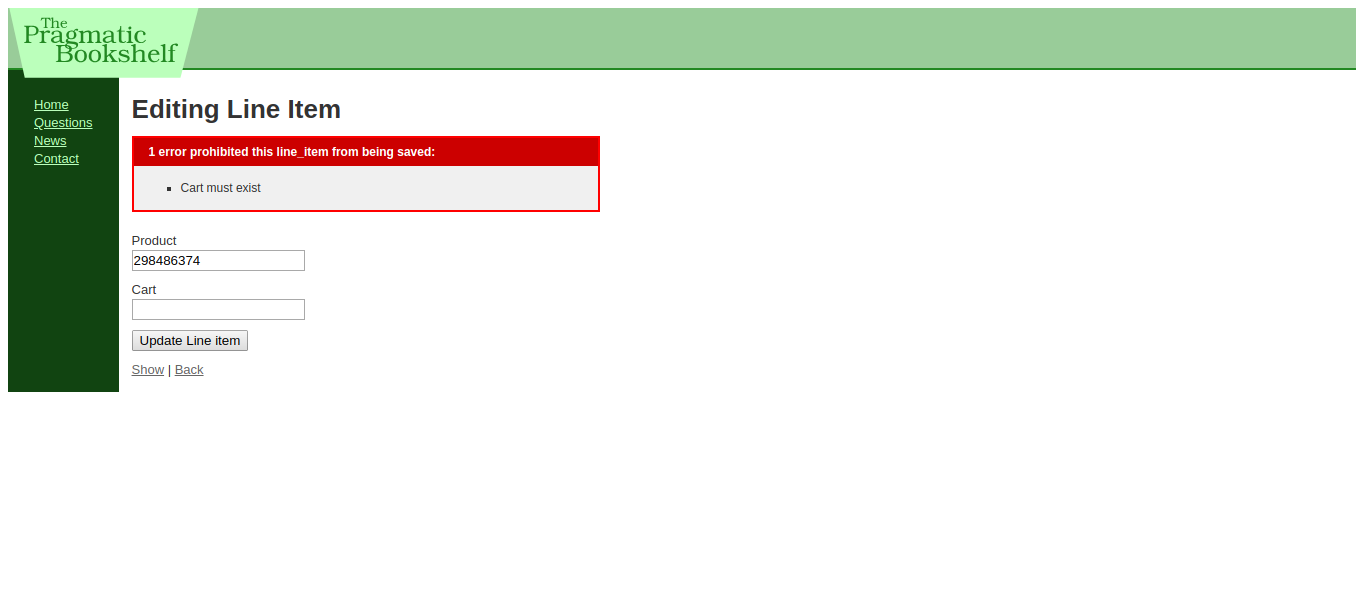 The
Pragmatic
Bookshelf
Home
Questions
News
Contact
Editing Line Item
1 error prohibited this line_item from being saved:
Cart must exist
Product
298486374
Cart
Update Line item
Show | Back